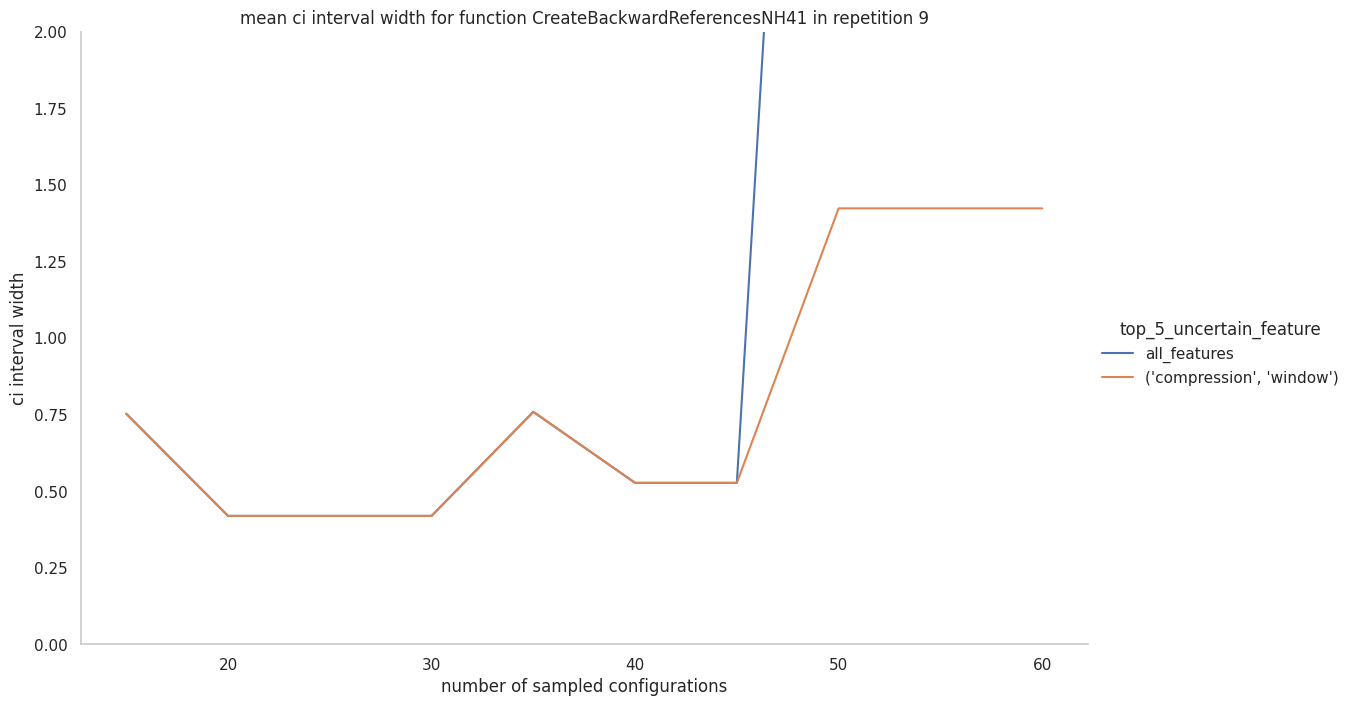 mean ci interval width for function CreateBackwardReferencesNH41 in repetition 9
2.00
1.75
1.50
1.25
1.00
0.75
0.50
0.25
0.00
ci interval width
20 30 40 50 60
number of sampled configurations
top_5_uncertain_feature
all_features
('compression', 'window')